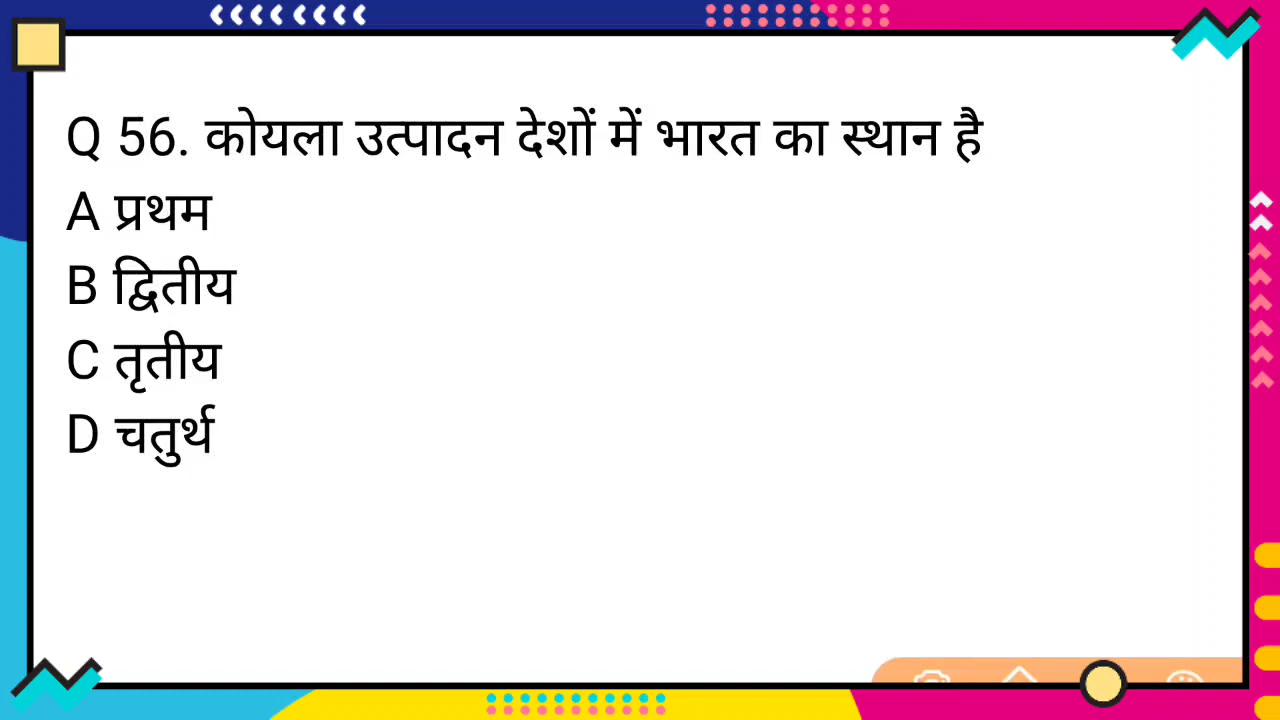 Q 56. कोयला उत्पादन देशों में भारत का स्थान है
A प्रथम
B द्वितीय
C तृतीय
D चतुर्थ